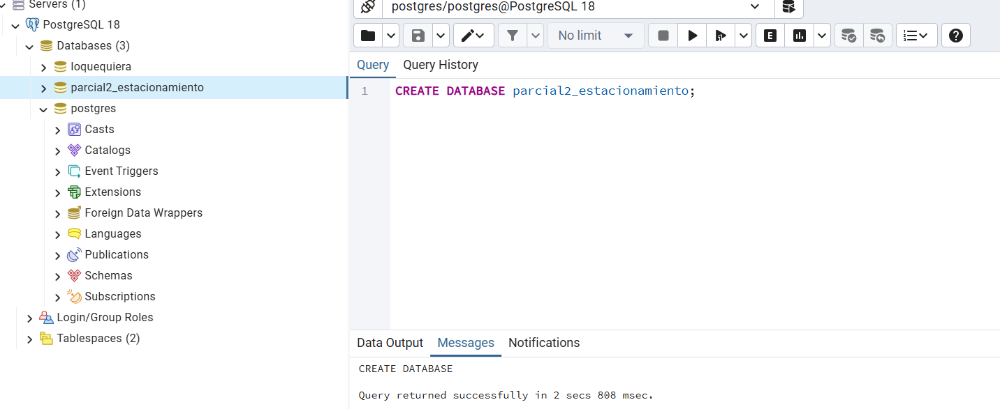 Servers (1)
PostgreSQL 18
Databases (3)
loquequiera
parcial2_estacionamiento
postgres
Casts
Catalogs
Event Triggers
Extensions
Foreign Data Wrappers
Languages
Publications
Schemas
Subscriptions
Login/Group Roles
Tablespaces (2)
postgres/postgres@PostgreSQL 18
No limit
E
Query Query History
1 CREATE DATABASE parcial2_estacionamiento;
Data Output Messages Notifications
CREATE DATABASE
Query returned successfully in 2 secs 808 msec.